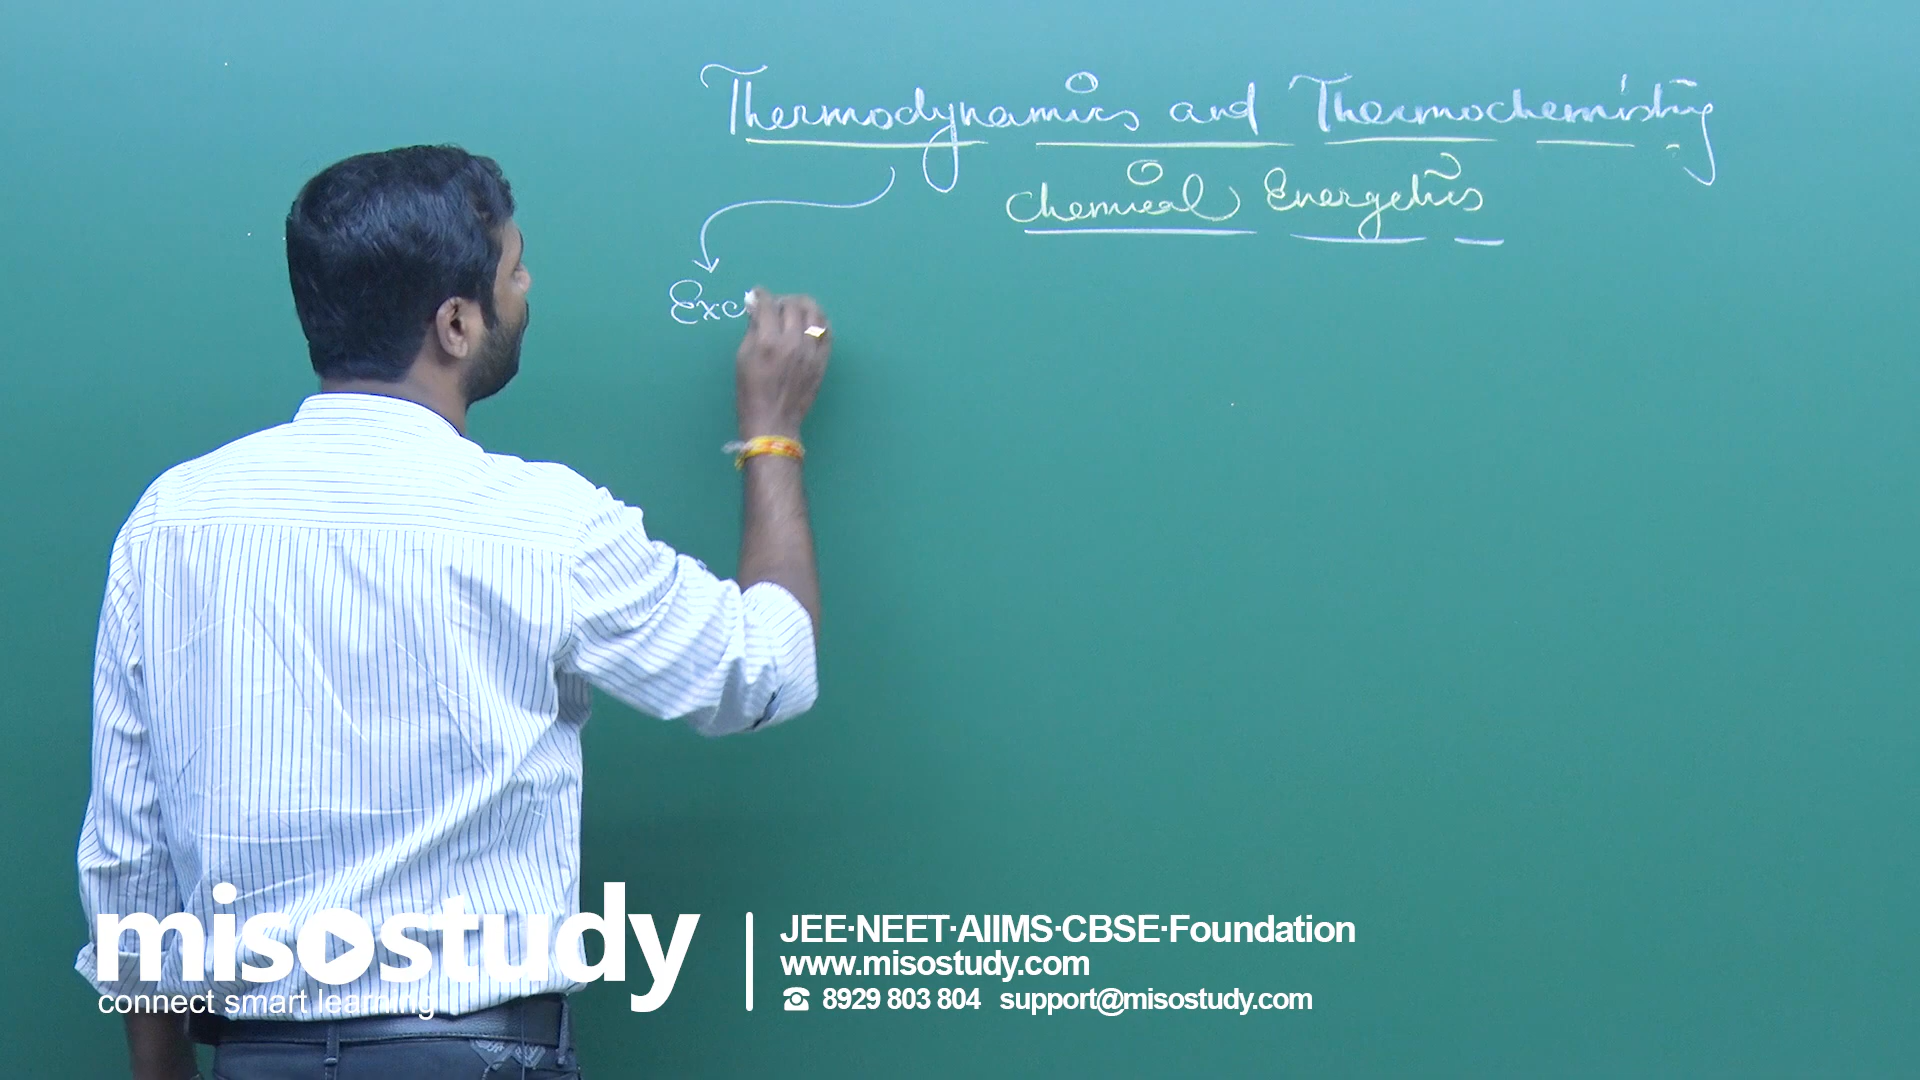 Thermodynamics and Thermochemistry
Chemical Energetics
Exc
misostudy
connect smart learning
JEE·NEET·AIIMS·CBSE·Foundation
www.misostudy.com
8929 803 804 support@misostudy.com